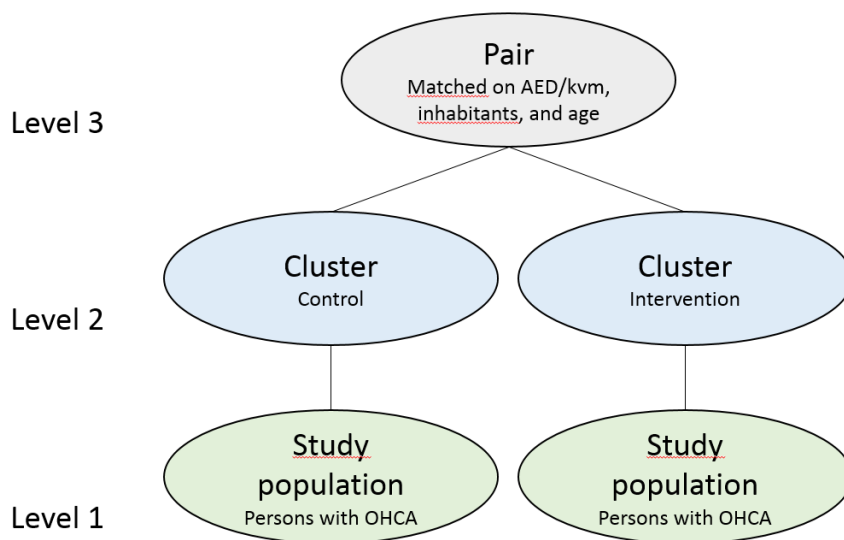 Pair
Matched on AED/kvm,
inhabitants, and age
Level 3
Cluster
Control
Cluster
Intervention
Level 2
Study
population
Persons with OHCA
Study
population
Persons with OHCA
Level 1